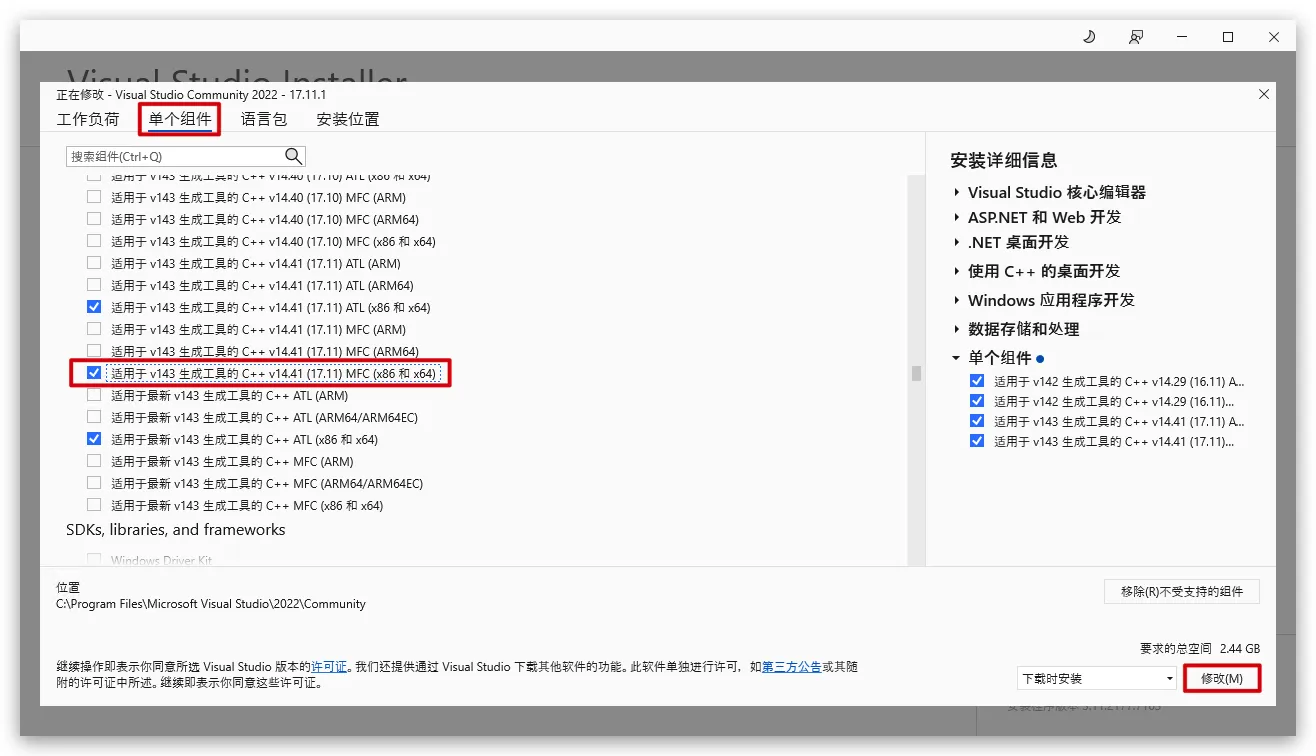 Visual Studio Installer
正在修改 - Visual Studio Community 2022 - 17.11.1
工作负荷 单个组件 语言包 安装位置
搜索组件(Ctrl+Q)
适用于 v143 生成工具的 C++ v14.40 (17.10) ATL (x86 和 x64)
适用于 v143 生成工具的 C++ v14.40 (17.10) MFC (ARM)
适用于 v143 生成工具的 C++ v14.40 (17.10) MFC (ARM64)
适用于 v143 生成工具的 C++ v14.40 (17.10) MFC (x86 和 x64)
适用于 v143 生成工具的 C++ v14.41 (17.11) ATL (ARM)
适用于 v143 生成工具的 C++ v14.41 (17.11) ATL (ARM64)
适用于 v143 生成工具的 C++ v14.41 (17.11) ATL (x86 和 x64)
适用于 v143 生成工具的 C++ v14.41 (17.11) MFC (ARM)
适用于 v143 生成工具的 C++ v14.41 (17.11) MFC (ARM64)
适用于 v143 生成工具的 C++ v14.41 (17.11) MFC (x86 和 x64)
适用于最新 v143 生成工具的 C++ ATL (ARM)
适用于最新 v143 生成工具的 C++ ATL (ARM64/ARM64EC)
适用于最新 v143 生成工具的 C++ ATL (x86 和 x64)
适用于最新 v143 生成工具的 C++ MFC (ARM)
适用于最新 v143 生成工具的 C++ MFC (ARM64/ARM64EC)
适用于最新 v143 生成工具的 C++ MFC (x86 和 x64)
SDKs, libraries, and frameworks
Windows Driver Kit
安装详细信息
Visual Studio 核心编辑器
ASP.NET 和 Web 开发
.NET 桌面开发
使用 C++ 的桌面开发
Windows 应用程序开发
数据存储和处理
单个组件
适用于 v142 生成工具的 C++ v14.29 (16.11) A...
适用于 v142 生成工具的 C++ v14.29 (16.11)...
适用于 v143 生成工具的 C++ v14.41 (17.11) A...
适用于 v143 生成工具的 C++ v14.41 (17.11)...
位置
C:\Program Files\Microsoft Visual Studio\2022\Community
移除(R)不受支持的组件
要求的总空间 2.44 GB
继续操作即表示你同意所选 Visual Studio 版本的许可证。我们还提供通过 Visual Studio 下载其他软件的功能。此软件单独进行许可，如第三方公告或其随
附的许可证中所述。继续即表示你同意这些许可证。
下载时安装
修改(M)
安装程序版本